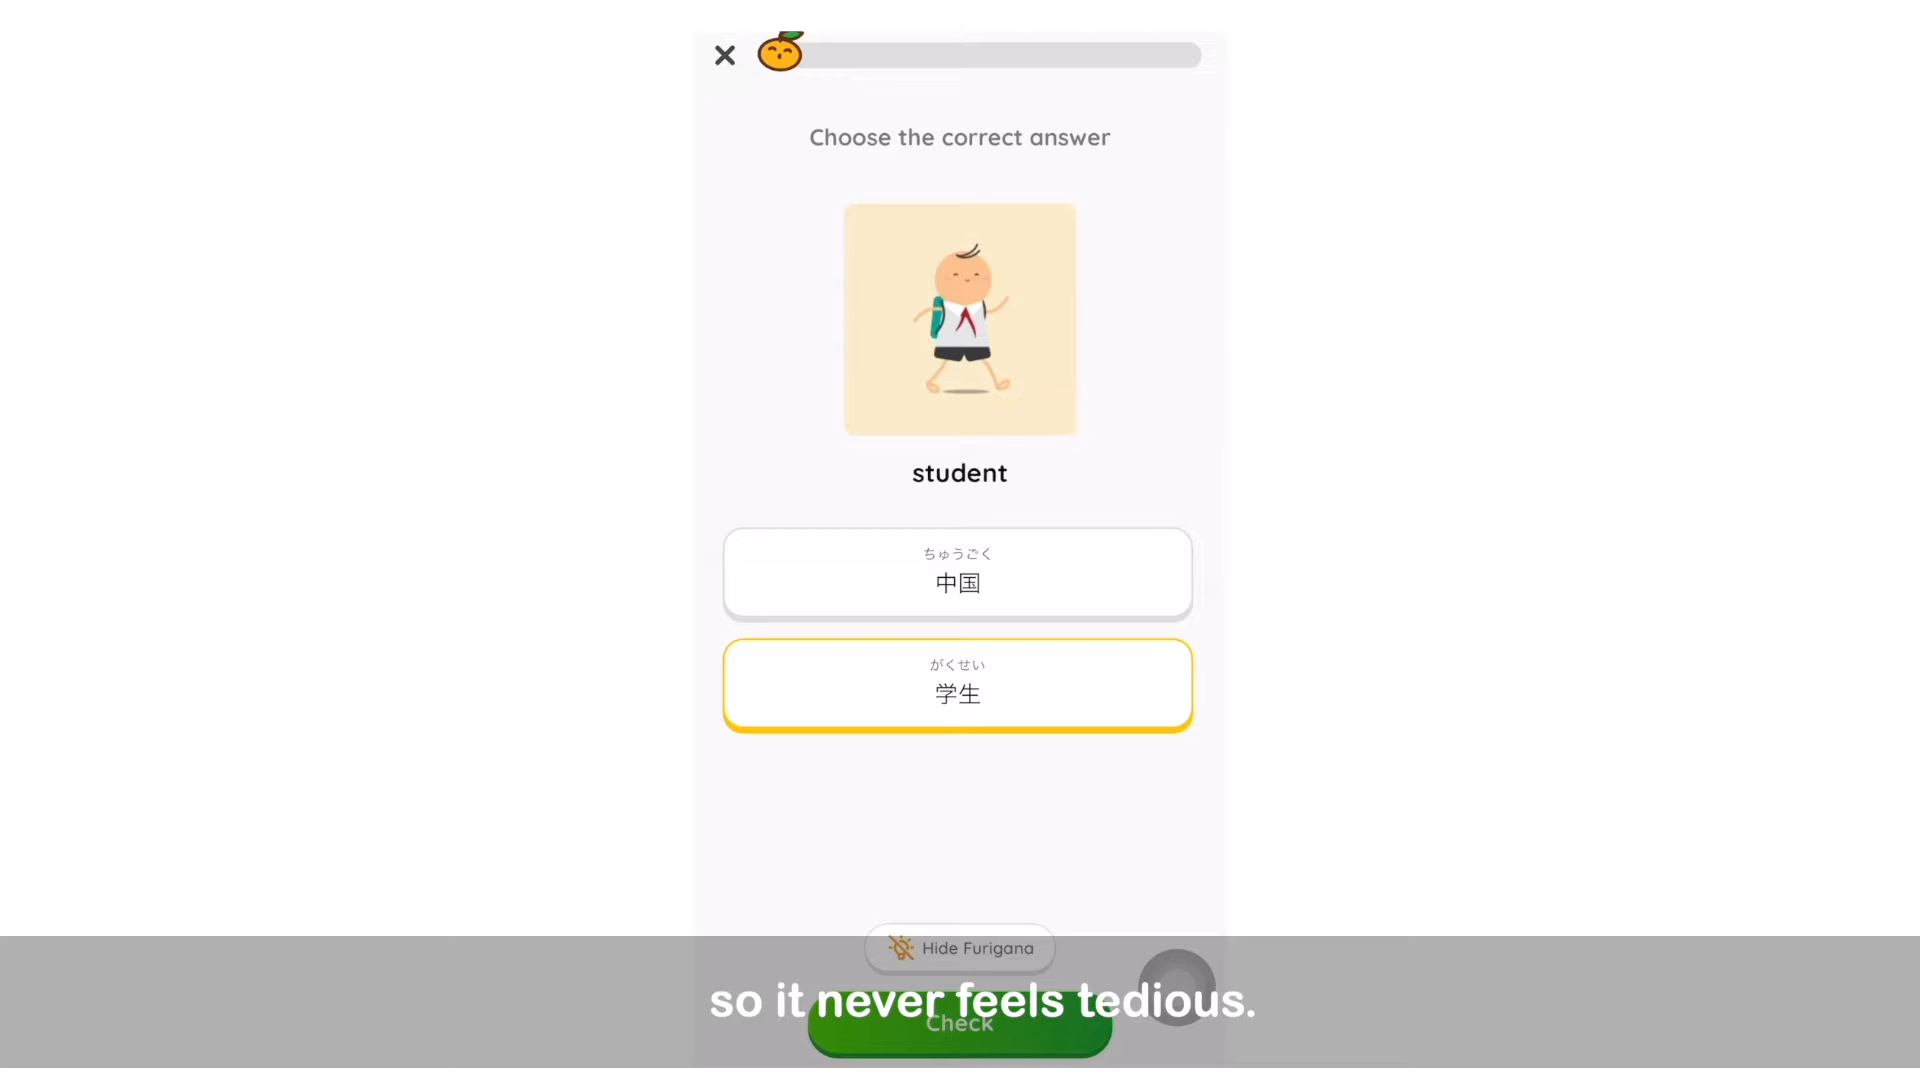 Choose the correct answer
student
ちゅうごく
中国
がくせい
学生
Hide Furigana
so it never feels tedious.
Check